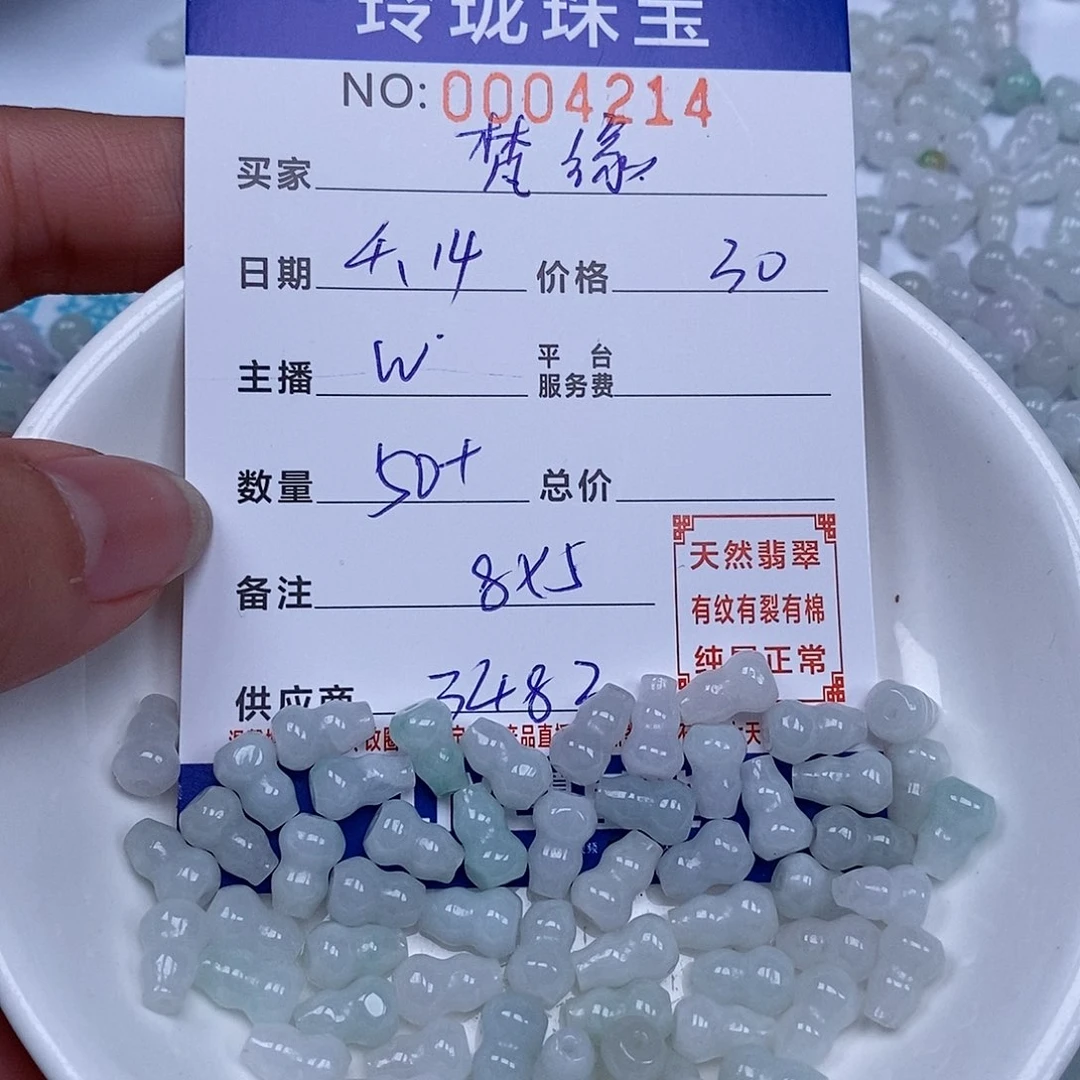 玲珑珠宝
NO: 0004214
买家 梵缘
日期 4.14 价格 30
主播 W 平台服务费
数量 50+ 总价
备注 8X5
天然翡翠
有纹有裂有棉
纯属正常
供应商 3482